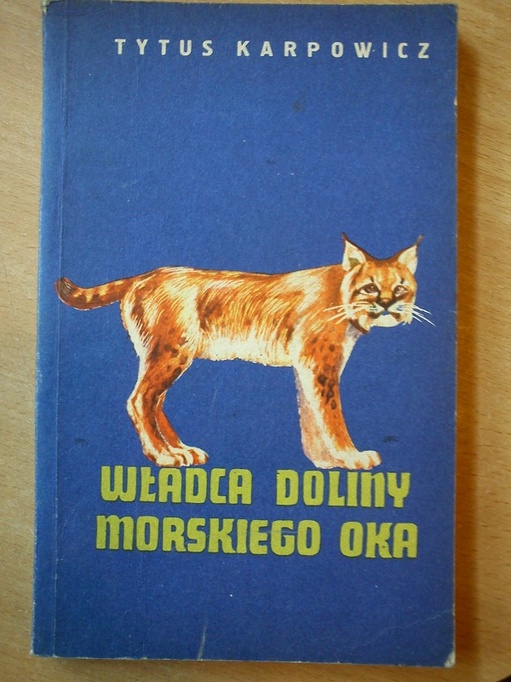 TYTUS KARPOWICZ
WŁADCA DOLINY
MORSKIEGO OKA